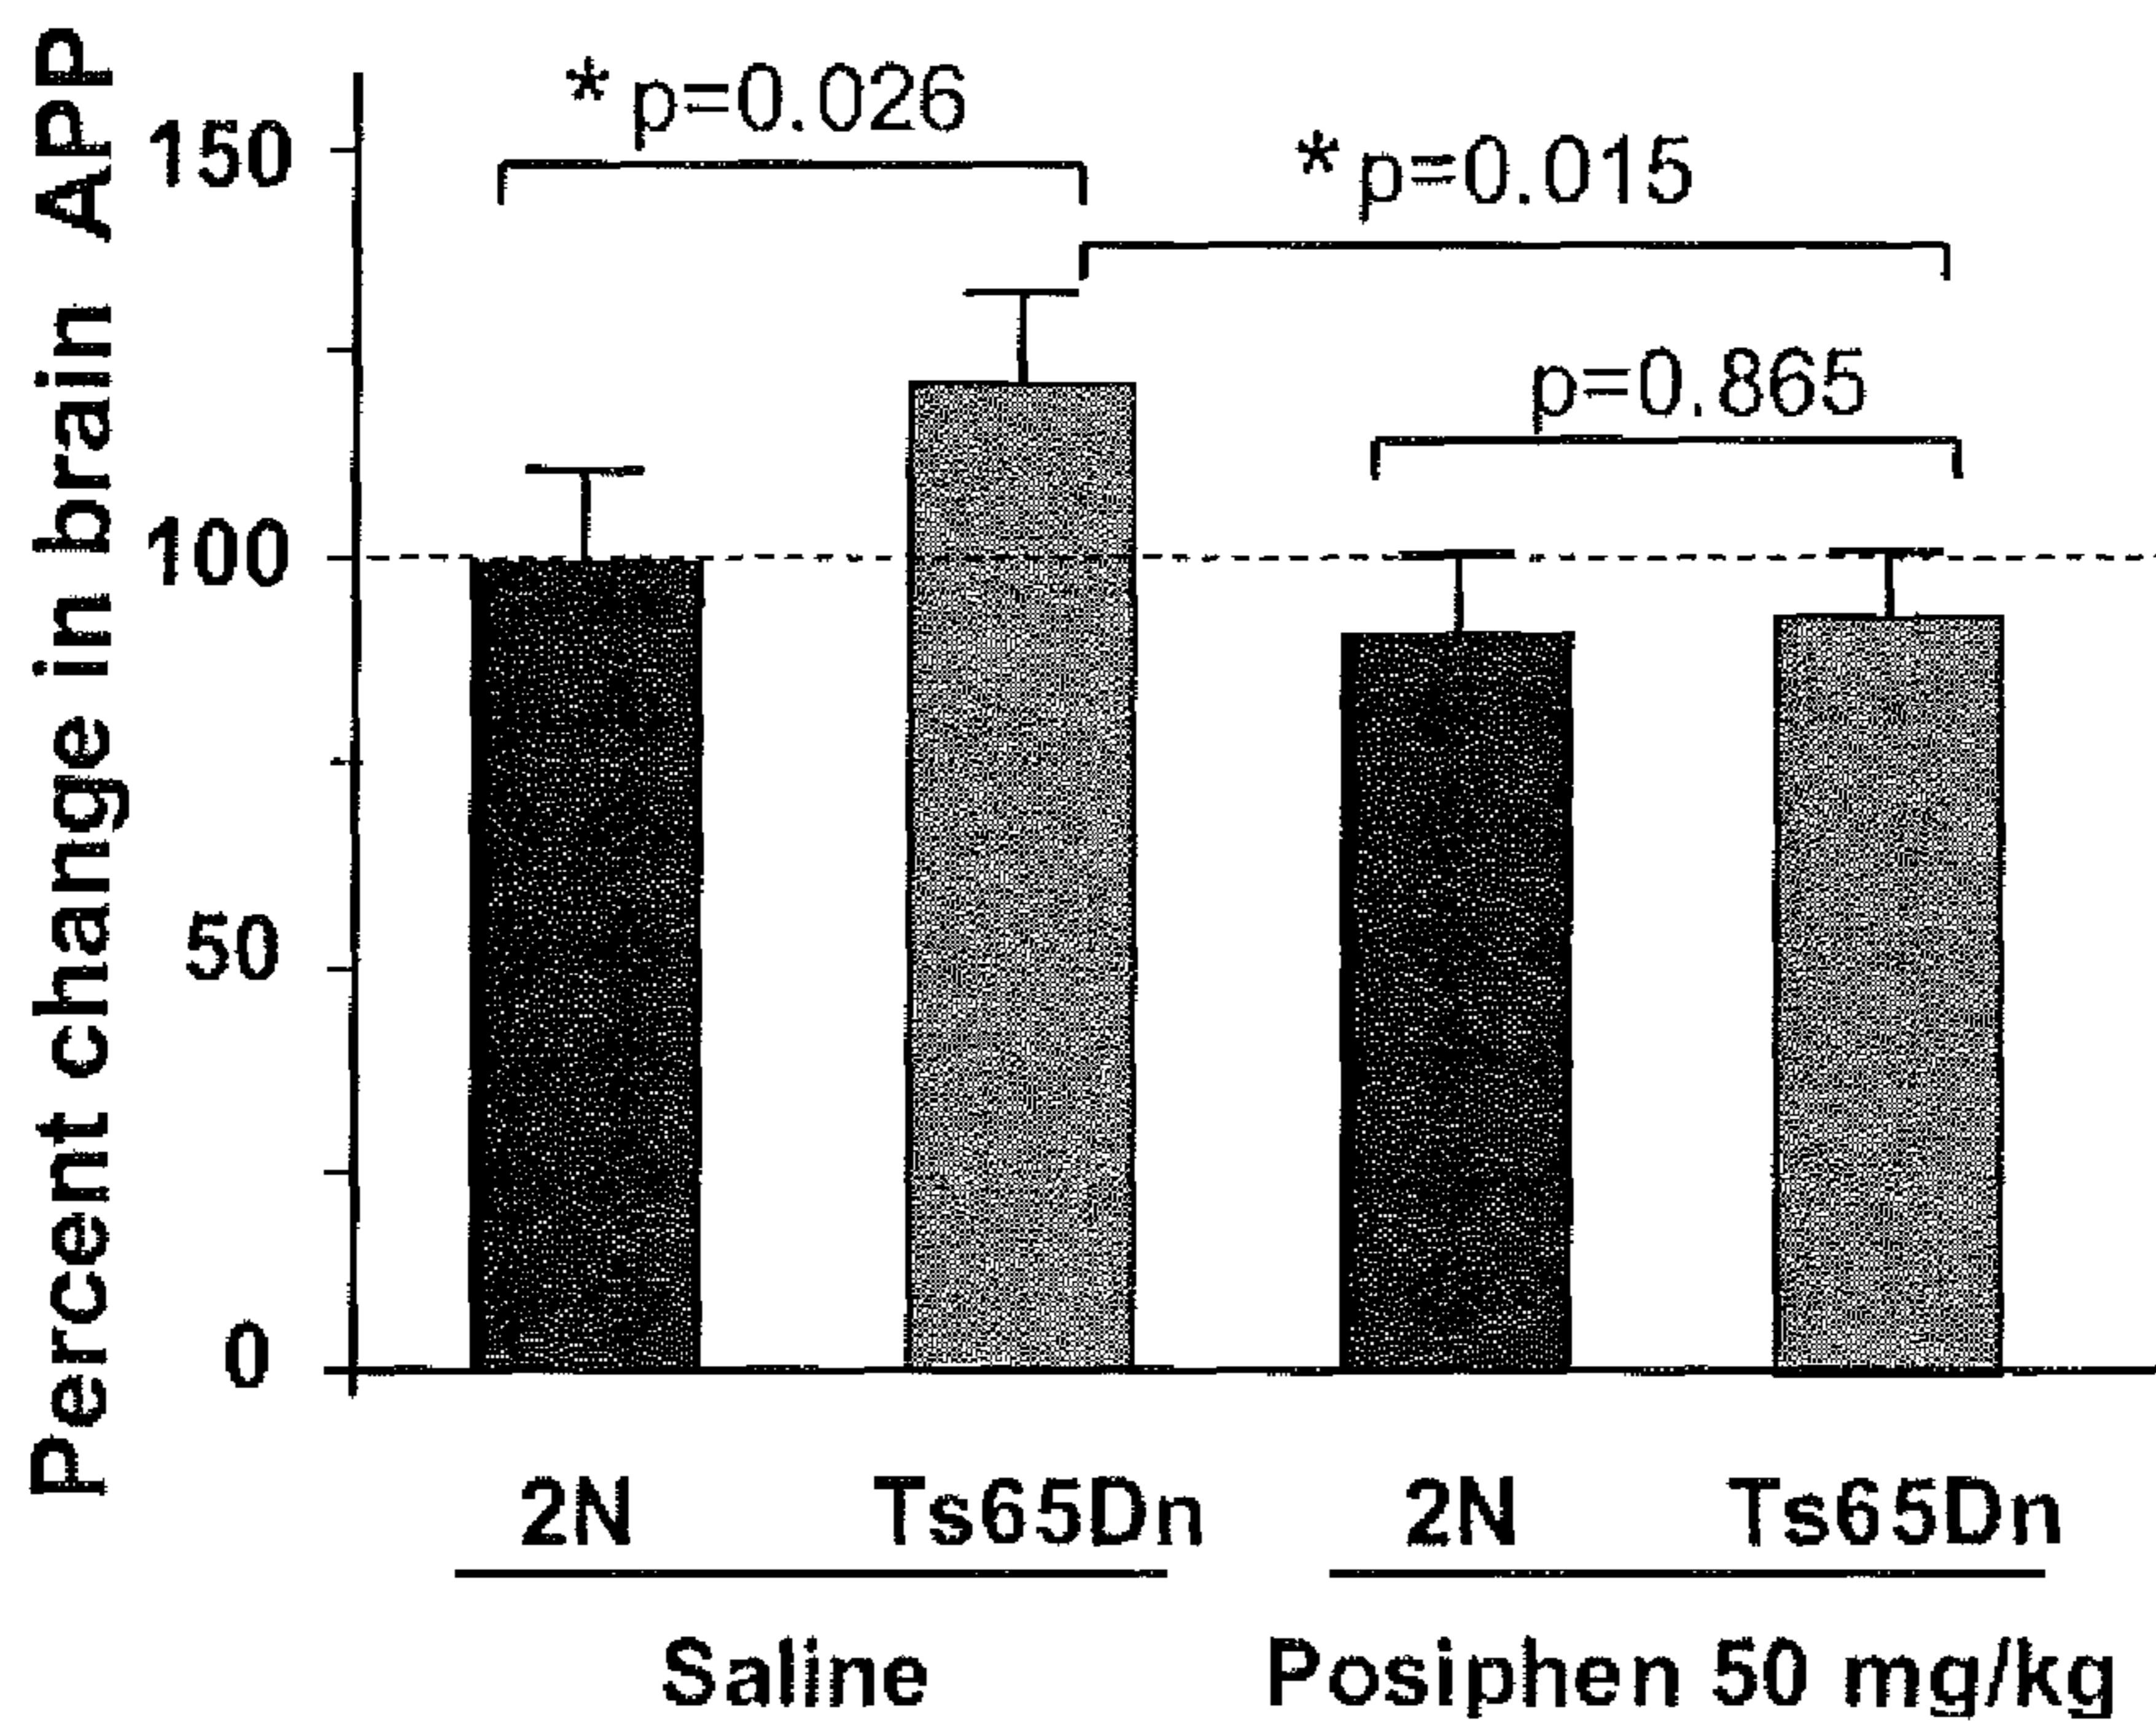 Percent change in brain APP
150
100
50
0
* p=0.026
* p=0.015
p=0.865
2N Ts65Dn 2N Ts65Dn
Saline Posiphen 50 mg/kg